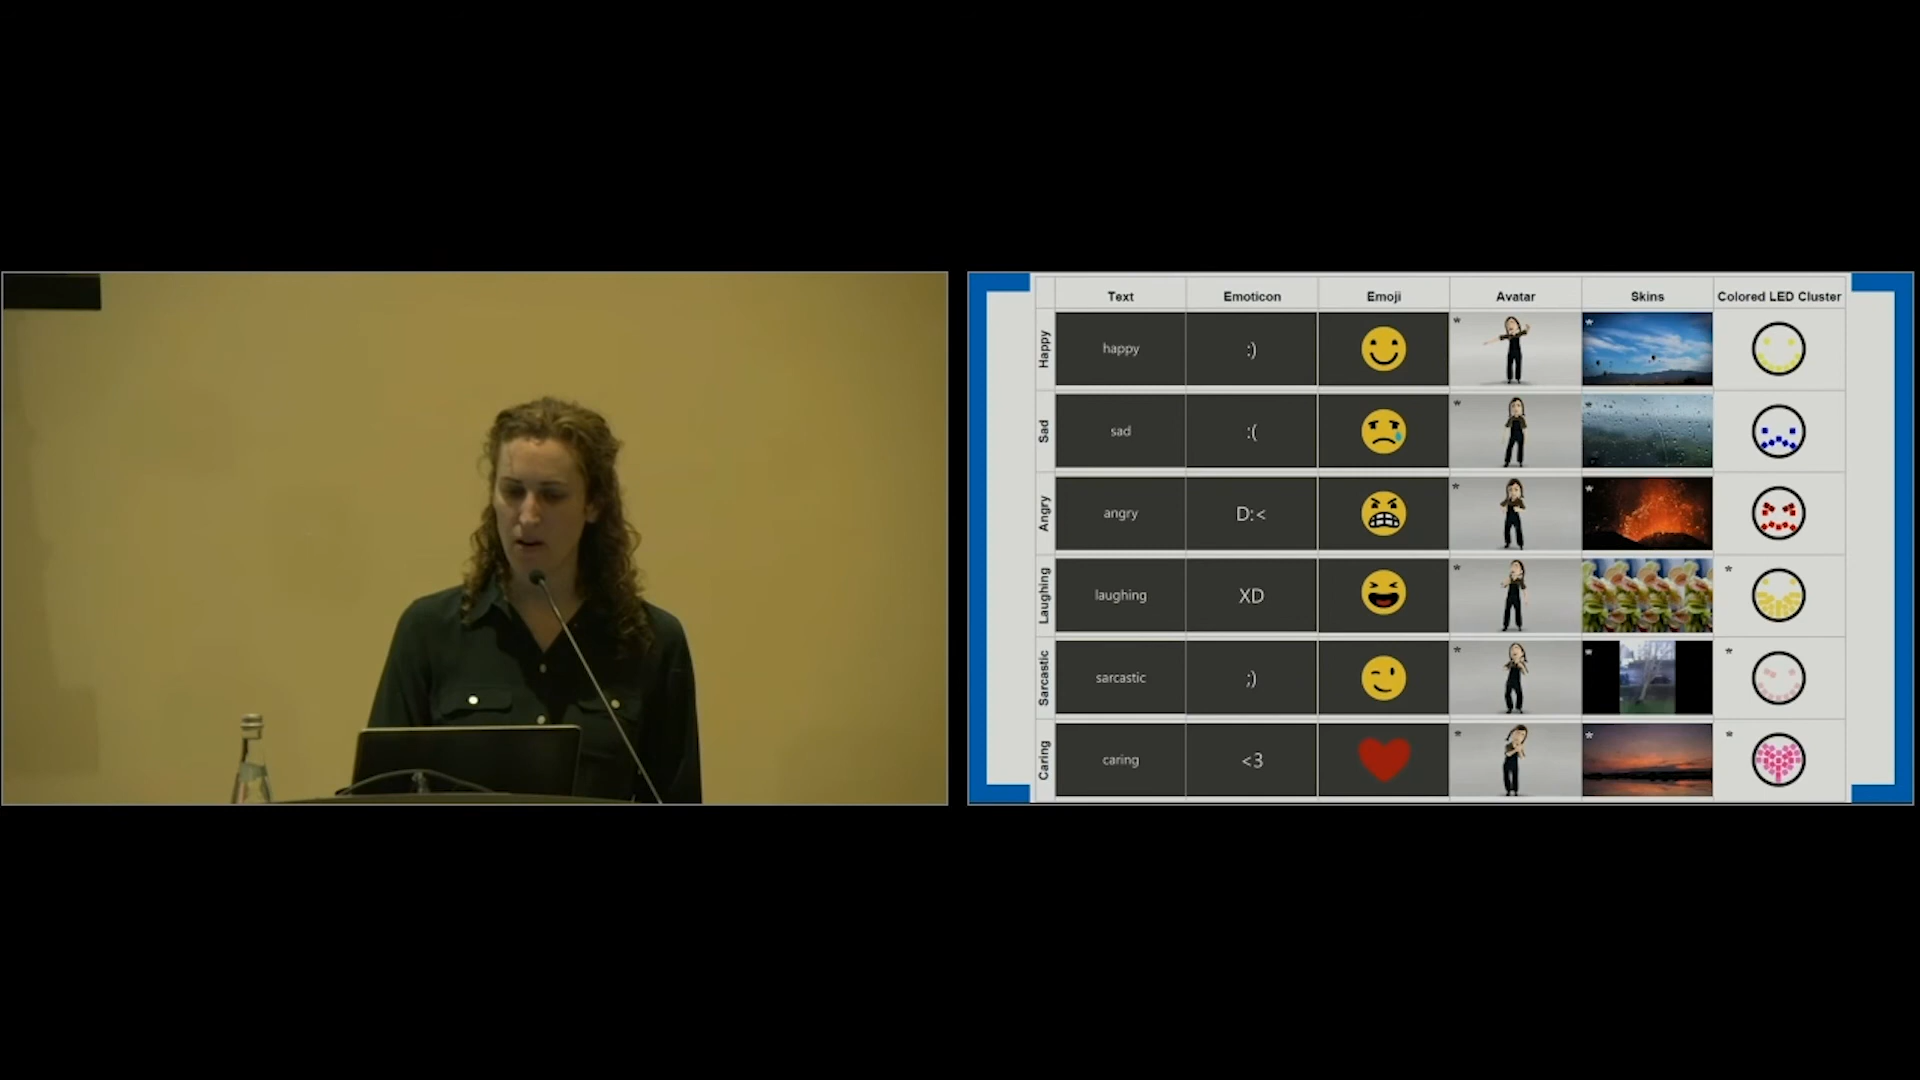 Text Emoticon Emoji Avatar Skins Colored LED Cluster
Happy happy :) * *
Sad sad :( * *
Angry angry D:< * *
Laughing laughing XD * *
Sarcastic sarcastic ;) * * *
Caring caring <3 * * *